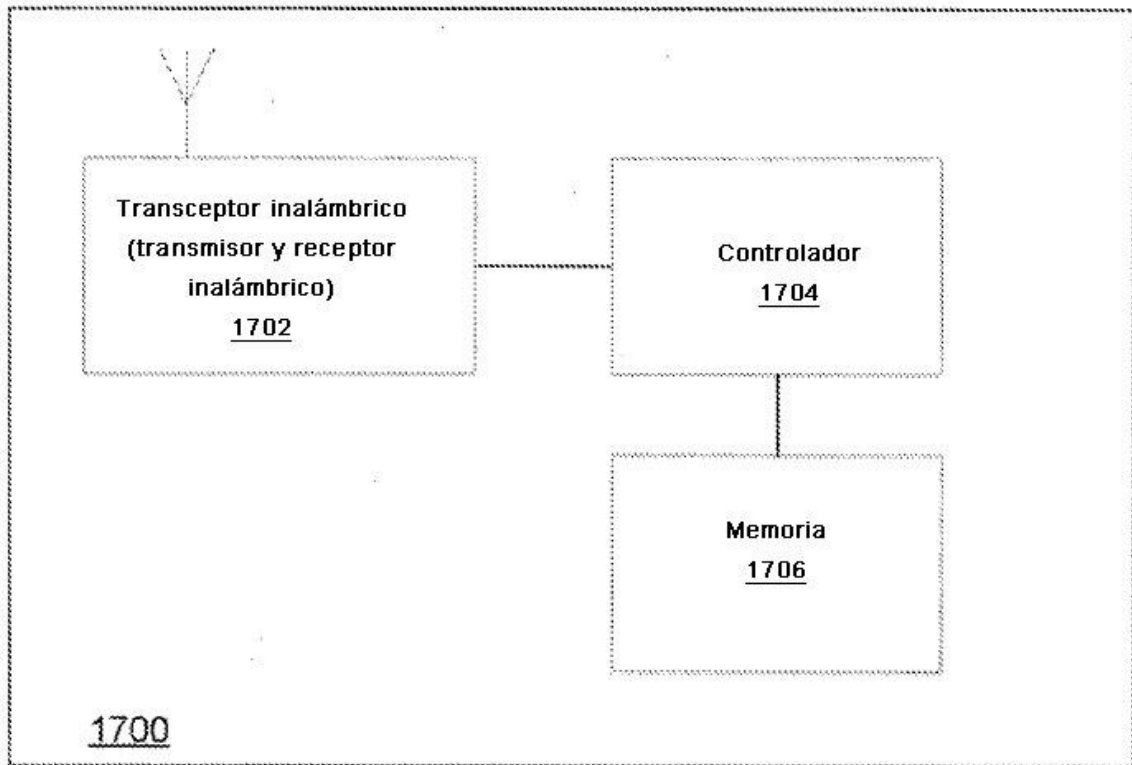 Transceptor inalámbrico
(transmisor y receptor
inalámbrico)
1702
Controlador
1704
Memoria
1706
1700